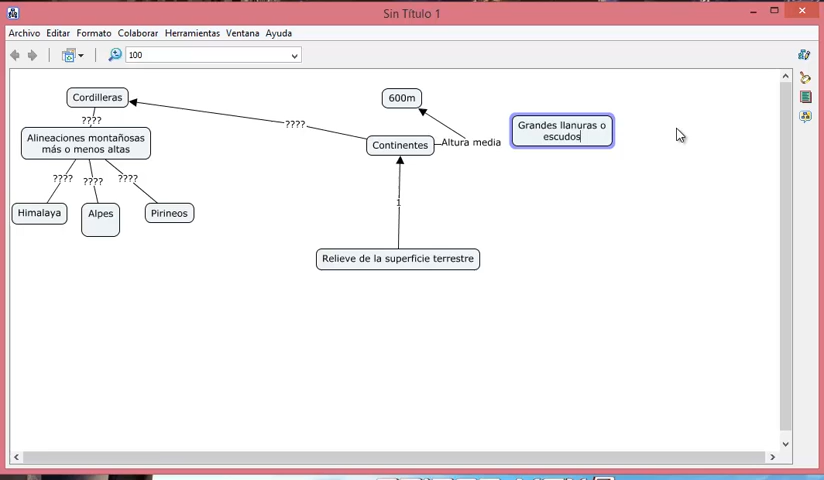 Sin Título 1
Archivo Editar Formato Colaborar Herramientas Ventana Ayuda
100
Cordilleras
600m
????
????
Grandes llanuras o
escudos
Alineaciones montañosas
más o menos altas
Continentes
Altura media
????
????
????
Himalaya
Alpes
Pirineos
1
Relieve de la superficie terrestre